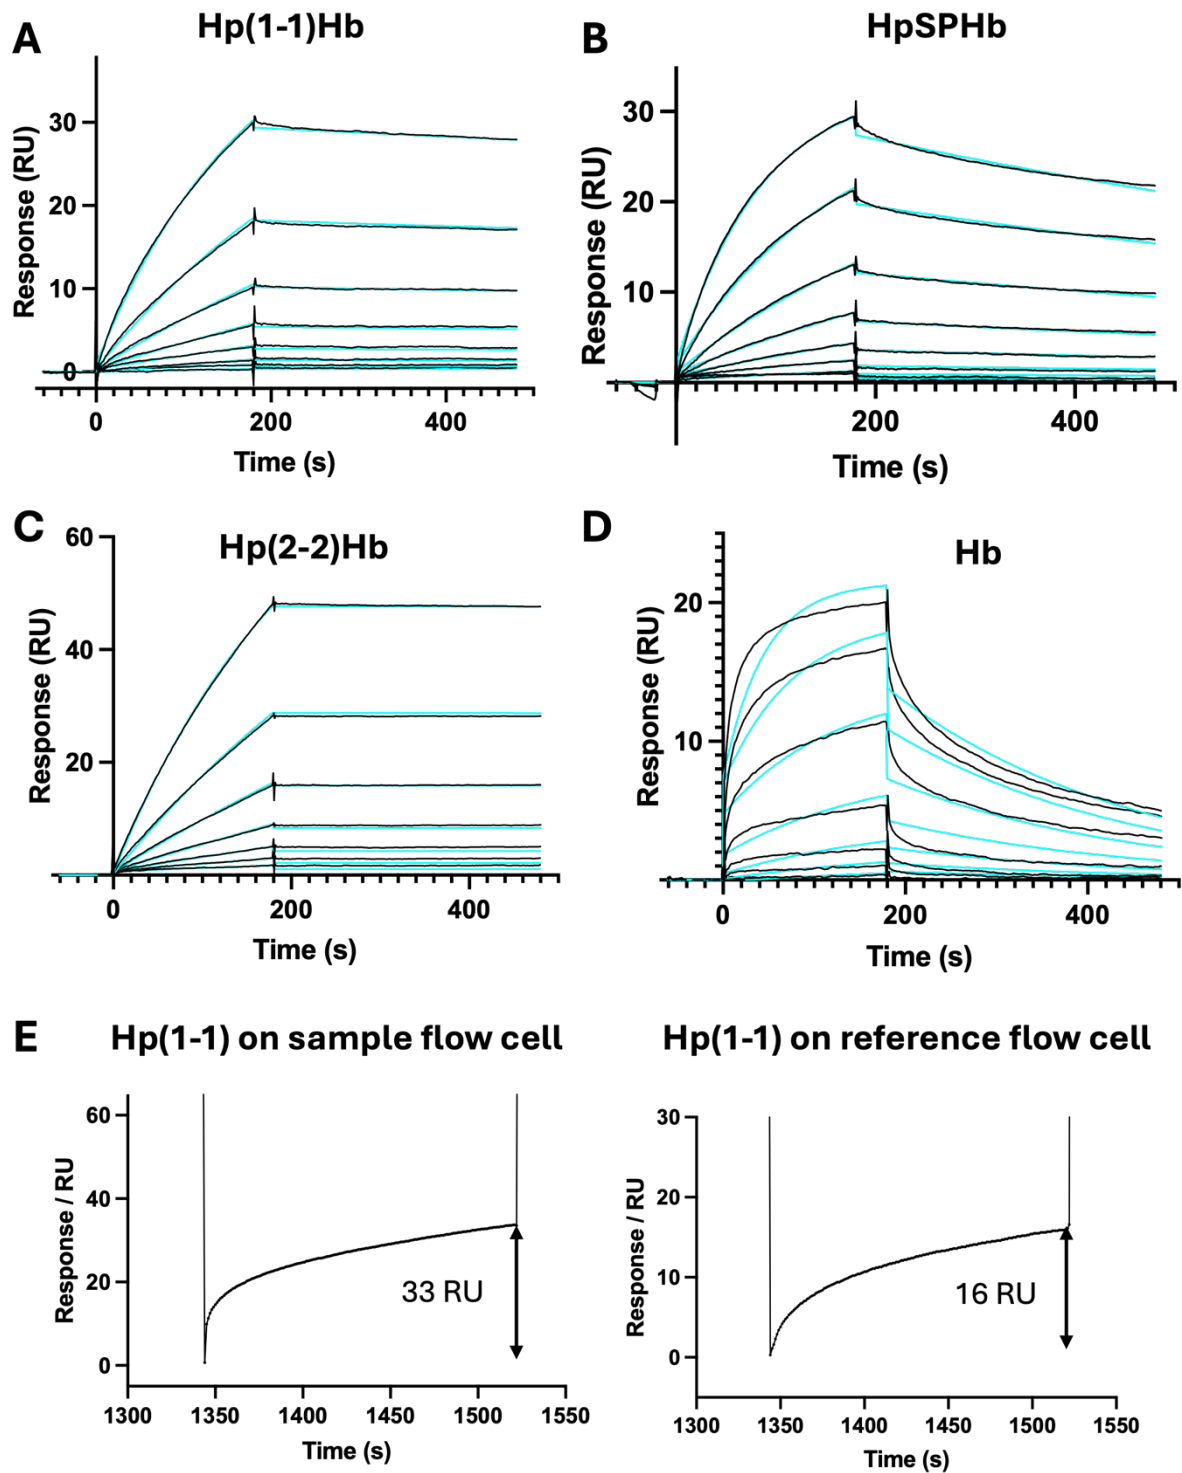 A
Hp(1-1)Hb
Response (RU)
30
20
10
0
0
200
400
Time (s)
B
HpSPHb
Response (RU)
30
20
10
200
400
Time (s)
C
Hp(2-2)Hb
Response (RU)
60
40
20
0
200
400
Time (s)
D
Hb
Response (RU)
20
10
0
200
400
Time (s)
E
Hp(1-1) on sample flow cell
Response / RU
60
40
20
0
33 RU
1300
1350
1400
1450
1500
1550
Time (s)
Hp(1-1) on reference flow cell
Response / RU
30
20
10
0
16 RU
1300
1350
1400
1450
1500
1550
Time (s)